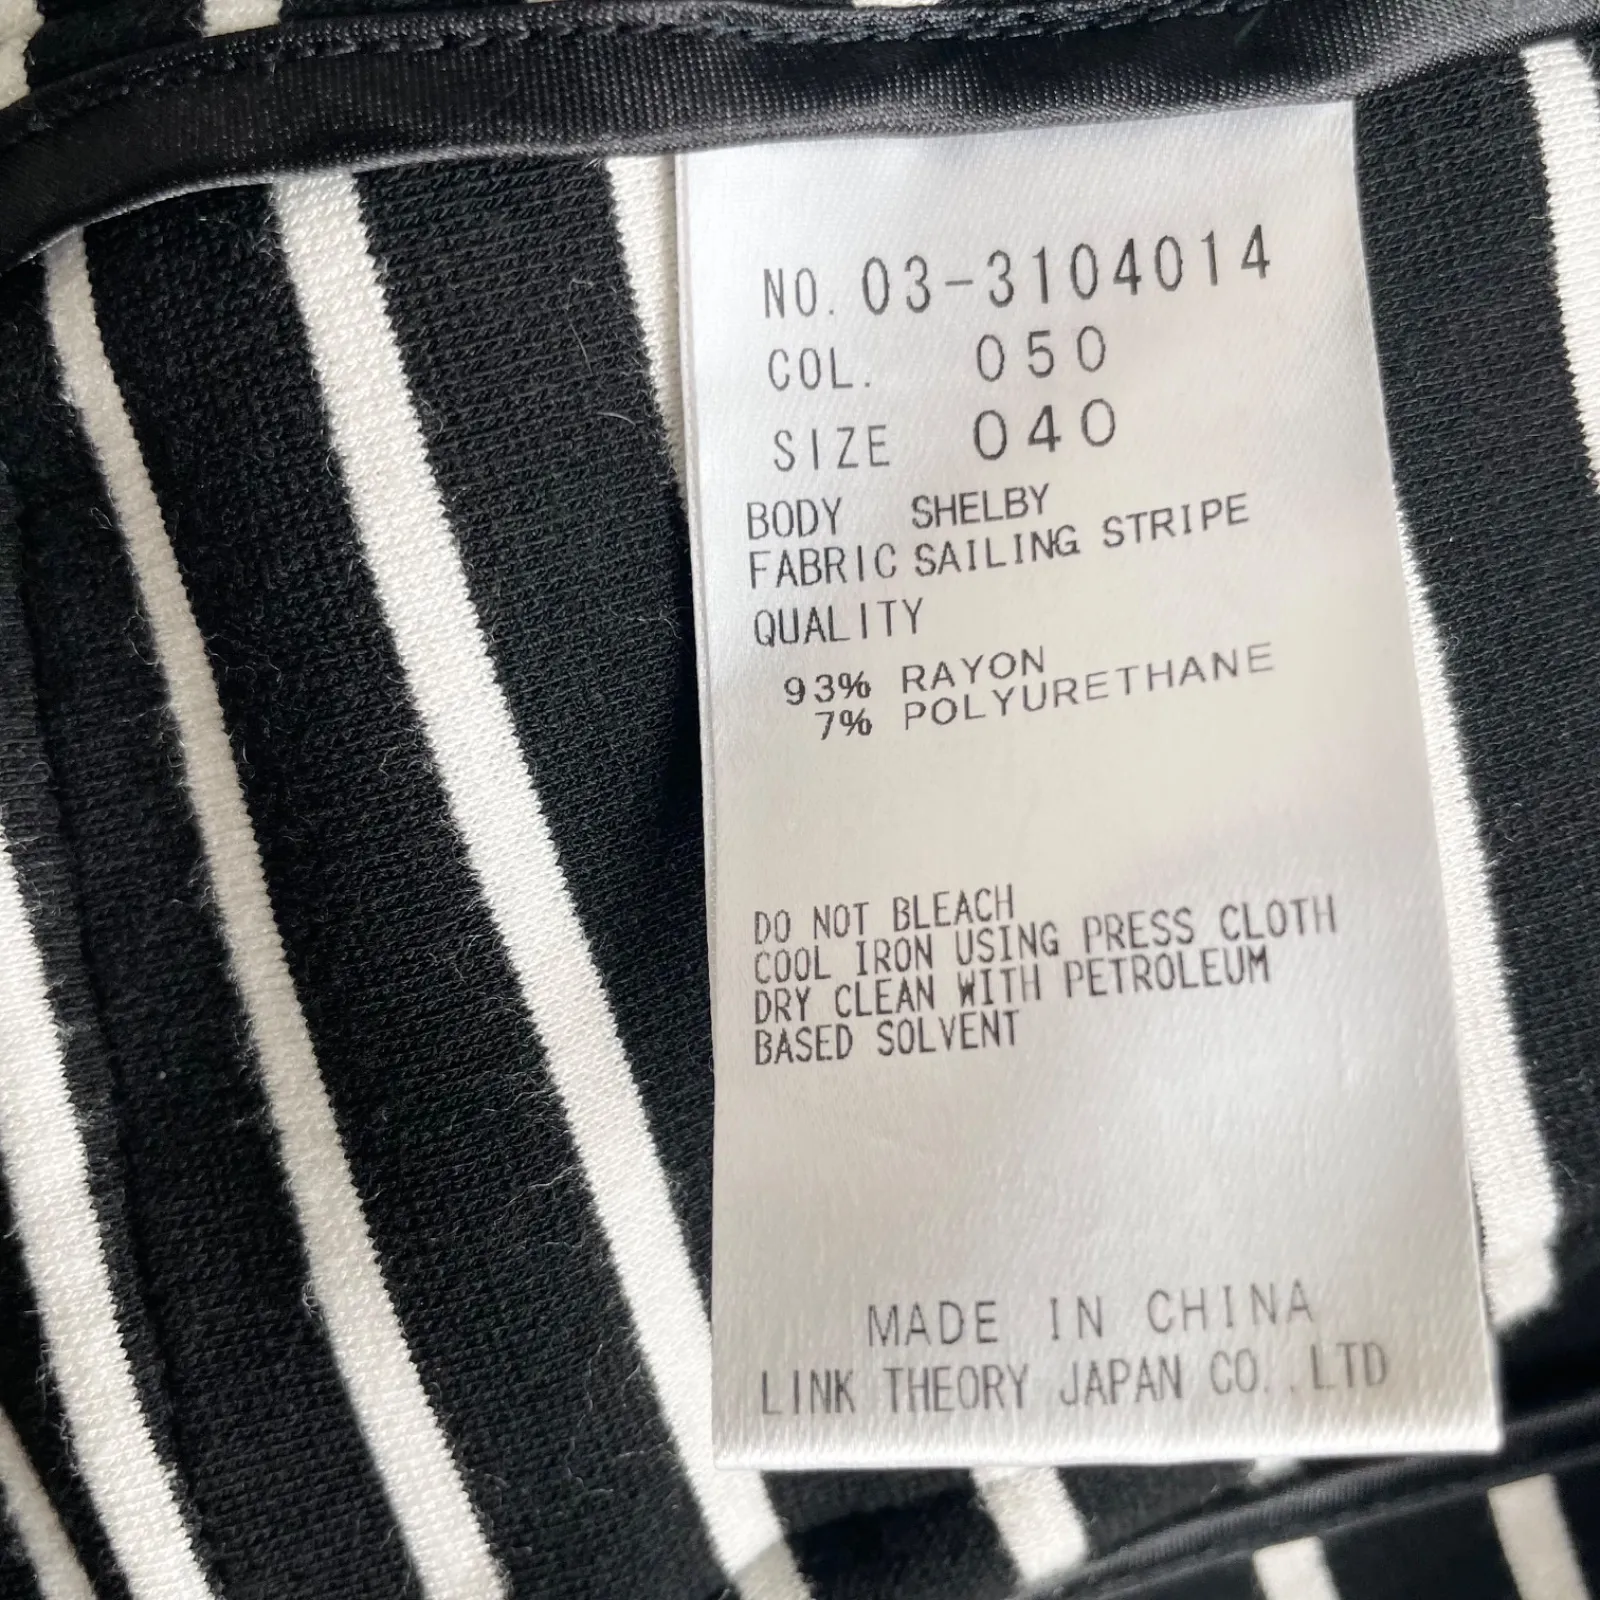 NO. 03-3104014
COL. 050
SIZE 040
BODY SHELBY
FABRIC SAILING STRIPE
QUALITY
93% RAYON
7% POLYURETHANE
DO NOT BLEACH
COOL IRON USING PRESS CLOTH
DRY CLEAN WITH PETROLEUM
BASED SOLVENT
MADE IN CHINA
LINK THEORY JAPAN CO.,LTD